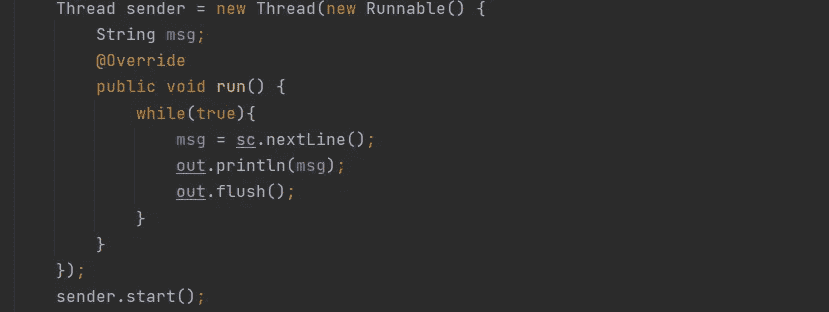 Thread sender = new Thread(new Runnable() {
    String msg;
    @Override
    public void run() {
        while(true){
            msg = sc.nextLine();
            out.println(msg);
            out.flush();
        }
    }
});
sender.start();